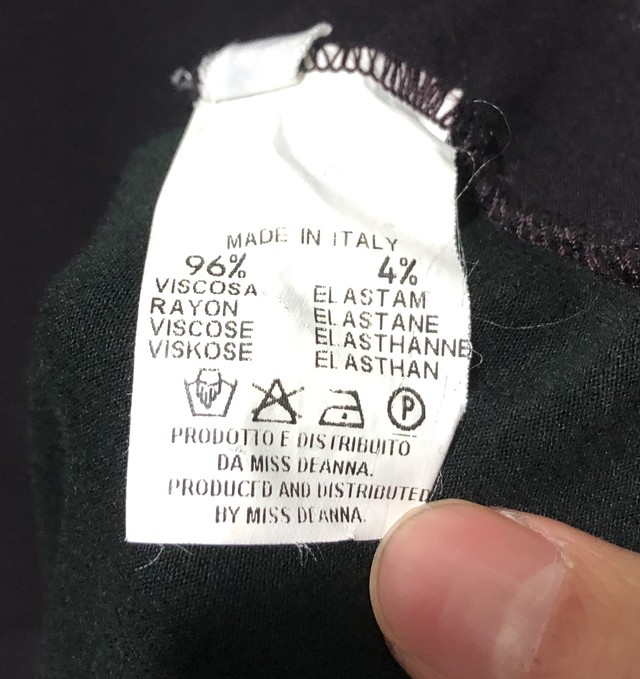 MADE IN ITALY
96% 4%
VISCOSA ELASTAM
RAYON ELASTANE
VISCOSE ELASTHANNE
VISKOSE ELASTHAN
P
PRODOTTO E DISTRIBUITO
DA MISS DEANNA.
PRODUCED AND DISTRIBUTED
BY MISS DEANNA.